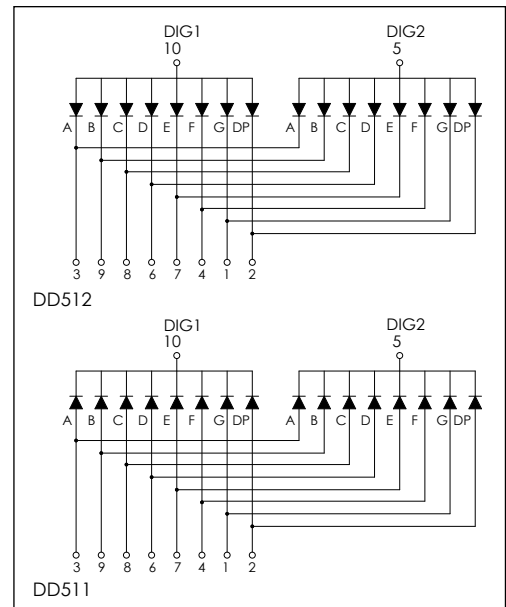 DIG1 DIG2
10 5
A B C D E F G DP A B C D E F G DP
3 9 8 6 7 4 1 2
DD512
DIG1 DIG2
10 5
A B C D E F G DP A B C D E F G DP
3 9 8 6 7 4 1 2
DD511